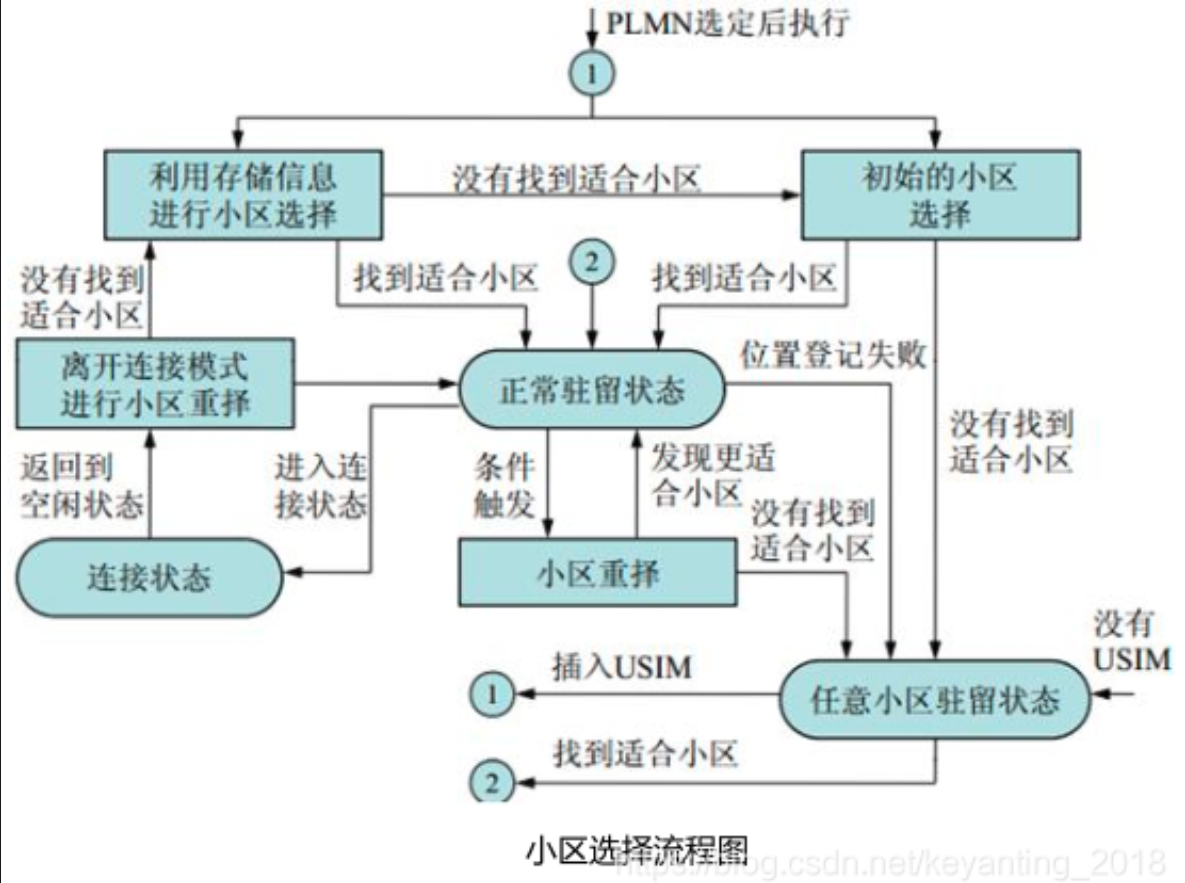 PLMN选定后执行
1
利用存储信息
进行小区选择
没有找到适合小区
初始的小区
选择
没有找到
适合小区
找到适合小区
2
找到适合小区
离开连接模式
进行小区重择
正常驻留状态
位置登记失败
没有找到
适合小区
返回到
空闲状态
进入连
接状态
条件
触发
发现更适
合小区
没有找到
适合小区
连接状态
小区重择
没有
USIM
插入USIM
1
任意小区驻留状态
找到适合小区
2
小区选择流程图
https://blog.csdn.net/keyanting_2018